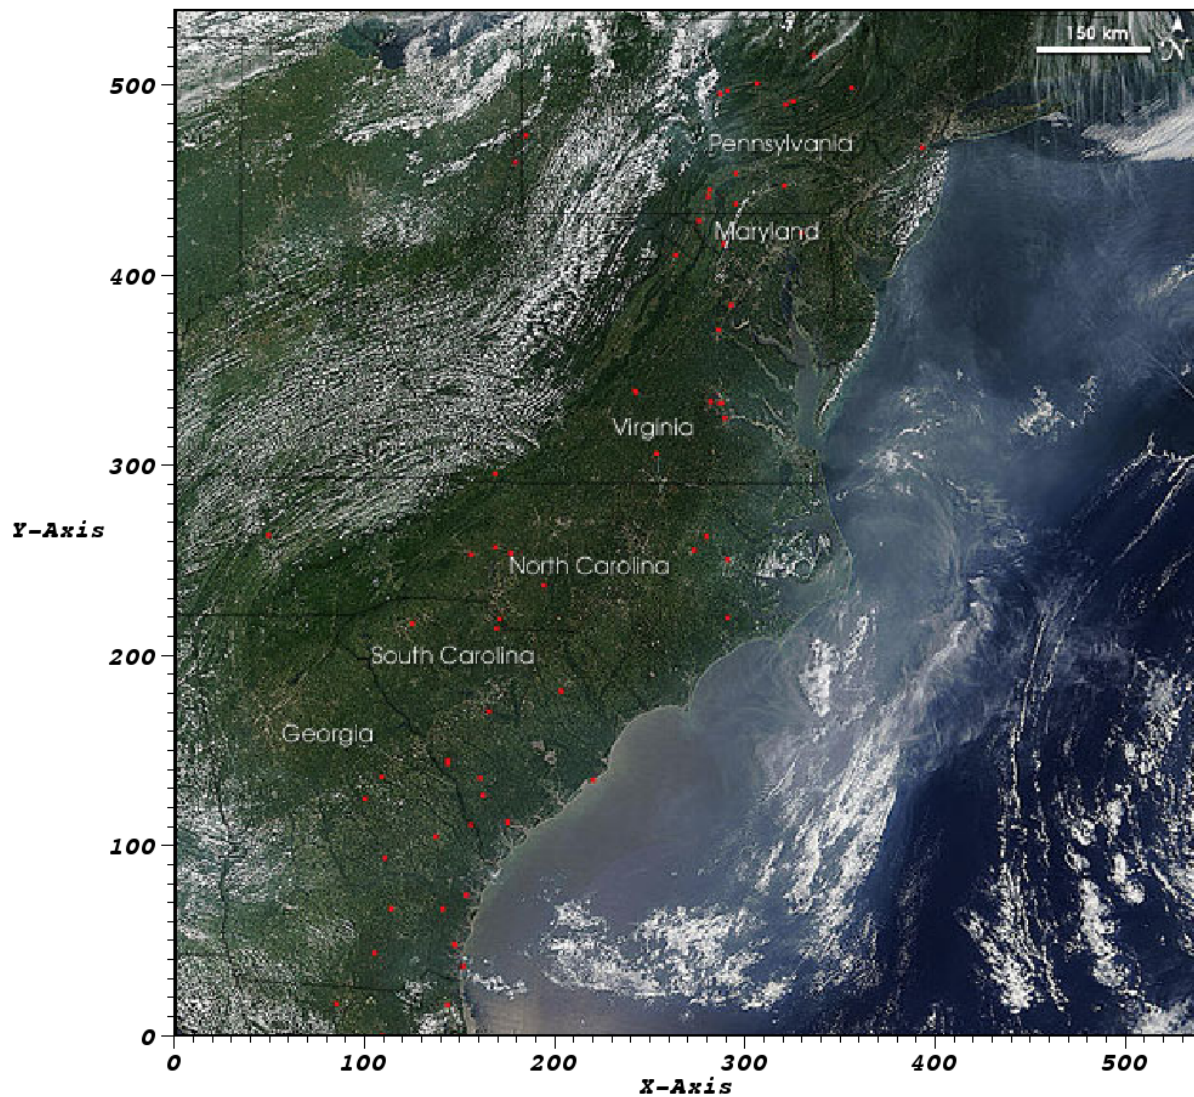 150 km
N
500
Pennsylvania
Maryland
400
Virginia
300
Y-Axis
North Carolina
200
South Carolina
Georgia
100
0
0 100 200 300 400 500
X-Axis